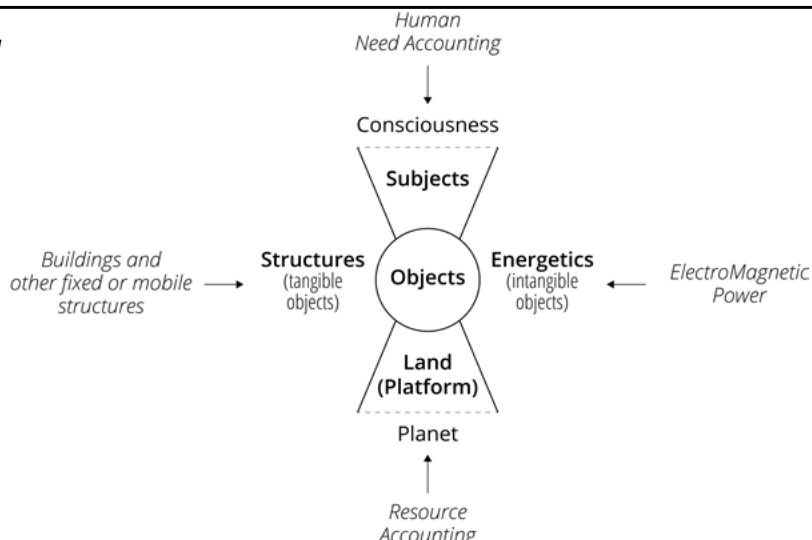 Human
Need Accounting
Consciousness
Subjects
Buildings and
other fixed or mobile
structures
Structures
(tangible
objects)
Objects
Energetics
(intangible
objects)
ElectroMagnetic
Power
Land
(Platform)
Planet
Resource
Accounting